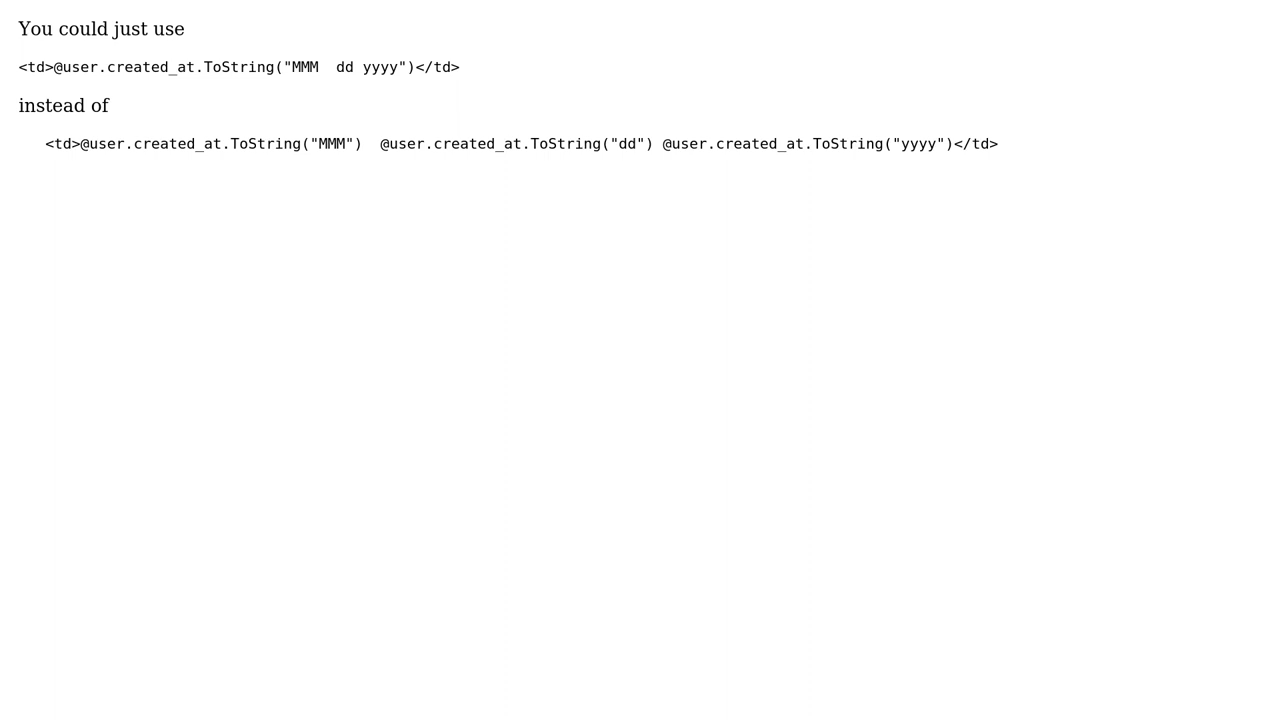 You could just use
<td>@user.created_at.ToString("MMM  dd yyyy")</td>
instead of
<td>@user.created_at.ToString("MMM")  @user.created_at.ToString("dd") @user.created_at.ToString("yyyy")</td>